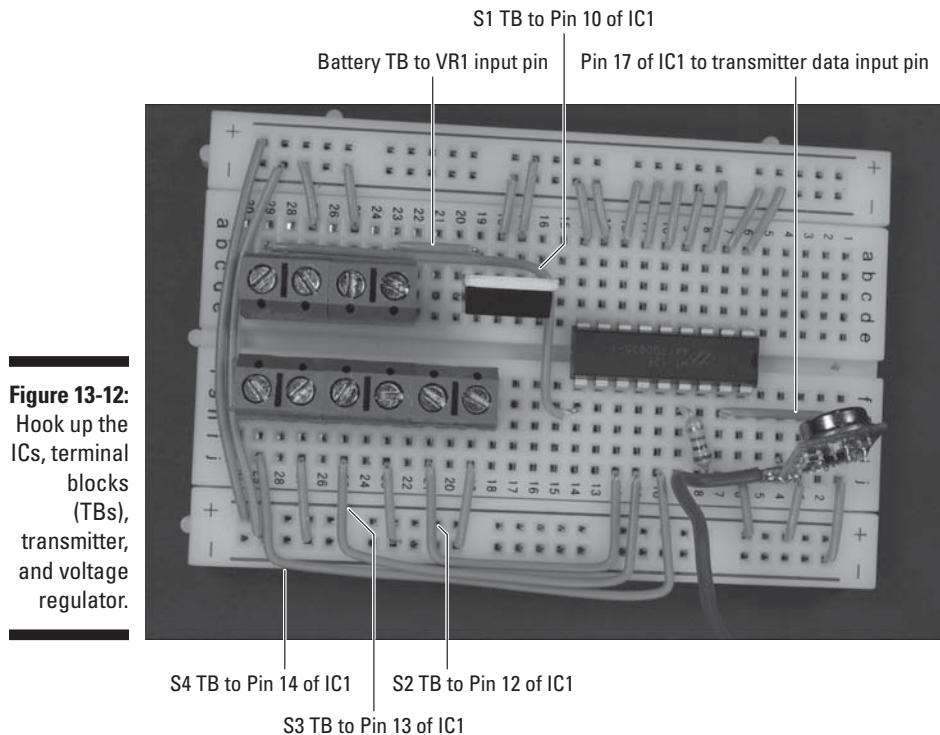 S1 TB to Pin 10 of IC1
Battery TB to VR1 input pin
Pin 17 of IC1 to transmitter data input pin
Figure 13-12:
Hook up the
ICs, terminal
blocks
(TBs),
transmitter,
and voltage
regulator.
S4 TB to Pin 14 of IC1
S2 TB to Pin 12 of IC1
S3 TB to Pin 13 of IC1